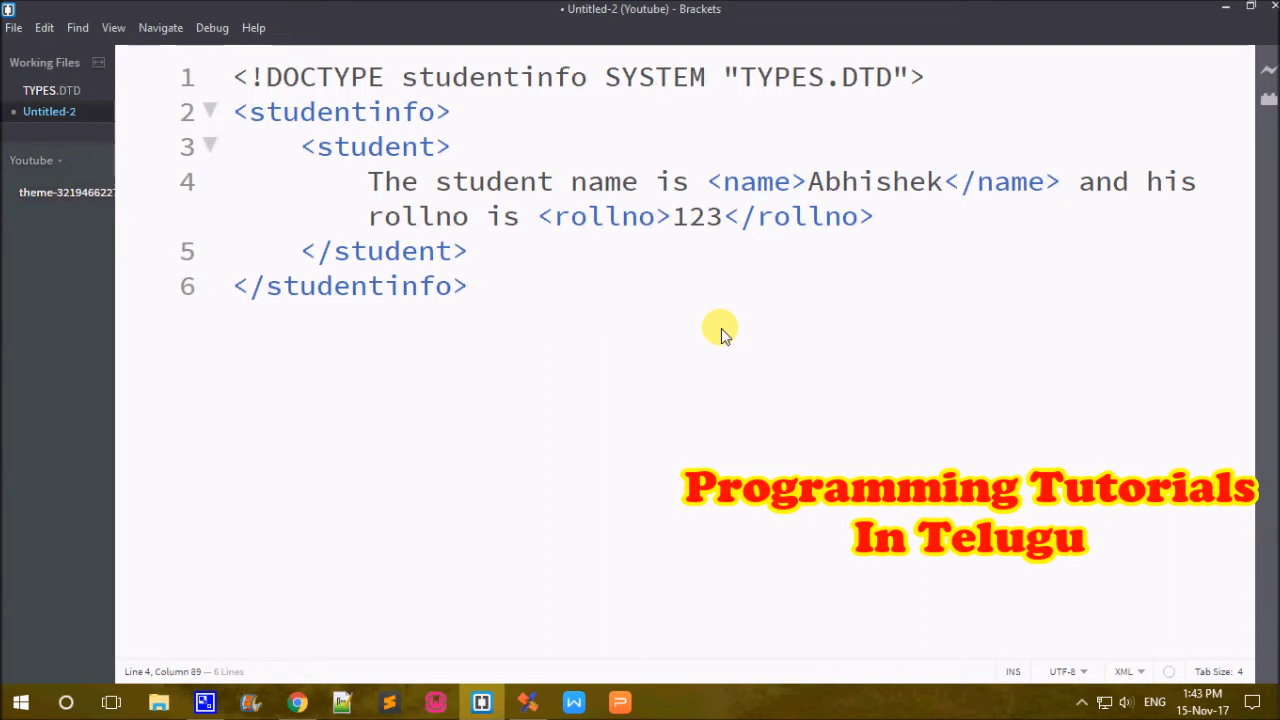 • Untitled-2 (Youtube) - Brackets
File Edit Find View Navigate Debug Help
Working Files
TYPES.DTD
• Untitled-2
Youtube
theme-3219466227
1 <!DOCTYPE studentinfo SYSTEM "TYPES.DTD">
2 <studentinfo>
3 <student>
4 The student name is <name>Abhishek</name> and his
rollno is <rollno>123</rollno>
5 </student>
6 </studentinfo>
Programming Tutorials
In Telugu
Line 4, Column 89 — 6 Lines
INS UTF-8 XML Tab Size: 4
ENG
1:43 PM
15-Nov-17